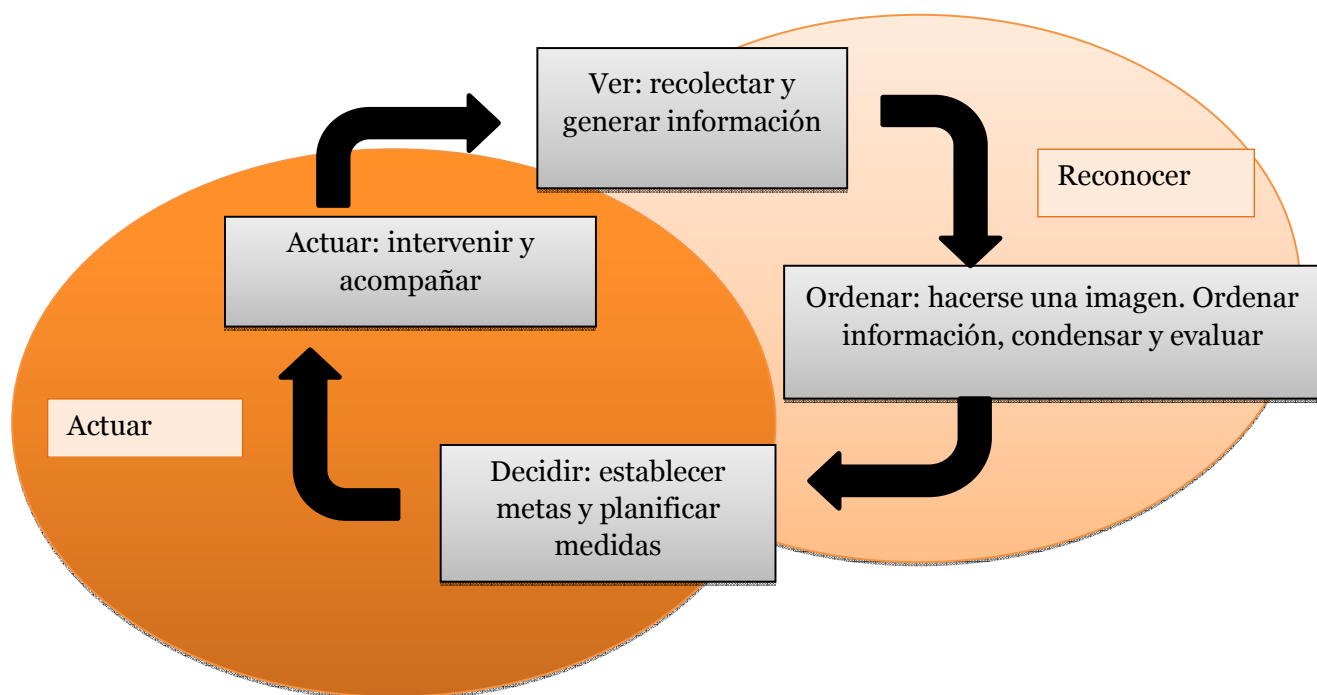 Ver: recolectar y
generar información
Reconocer
Actuar: intervenir y
acompañar
Ordenar: hacerse una imagen. Ordenar
información, condensar y evaluar
Actuar
Decidir: establecer
metas y planificar
medidas